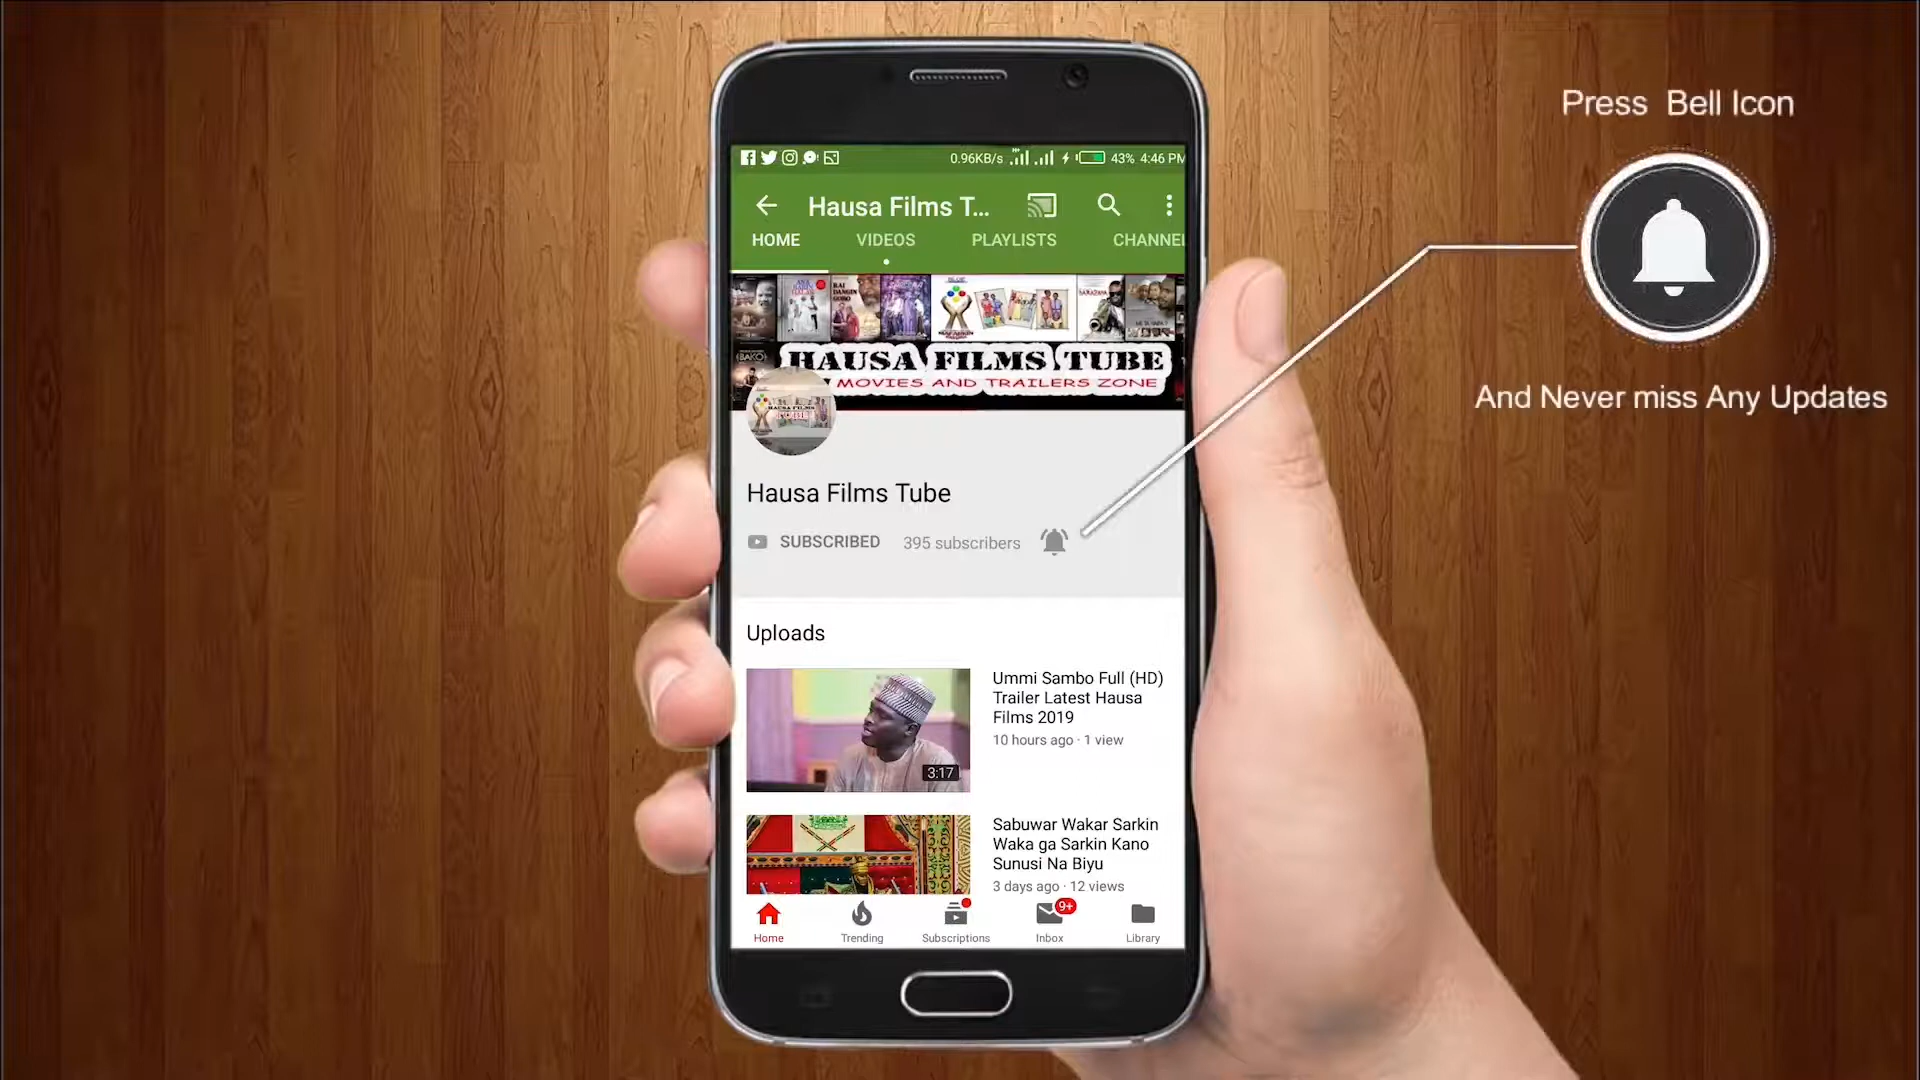 Press Bell Icon
And Never miss Any Updates
0.96KB/s
43% 4:46 PM
Hausa Films T...
HOME VIDEOS PLAYLISTS CHANNEL
HAUSA FILMS TUBE
MOVIES AND TRAILERS ZONE
Hausa Films Tube
SUBSCRIBED 395 subscribers
Uploads
Ummi Sambo Full (HD)
Trailer Latest Hausa
Films 2019
10 hours ago · 1 view
3:17
Sabuwar Wakar Sarkin
Waka ga Sarkin Kano
Sunusi Na Biyu
3 days ago · 12 views
9+
Home Trending Subscriptions Inbox Library